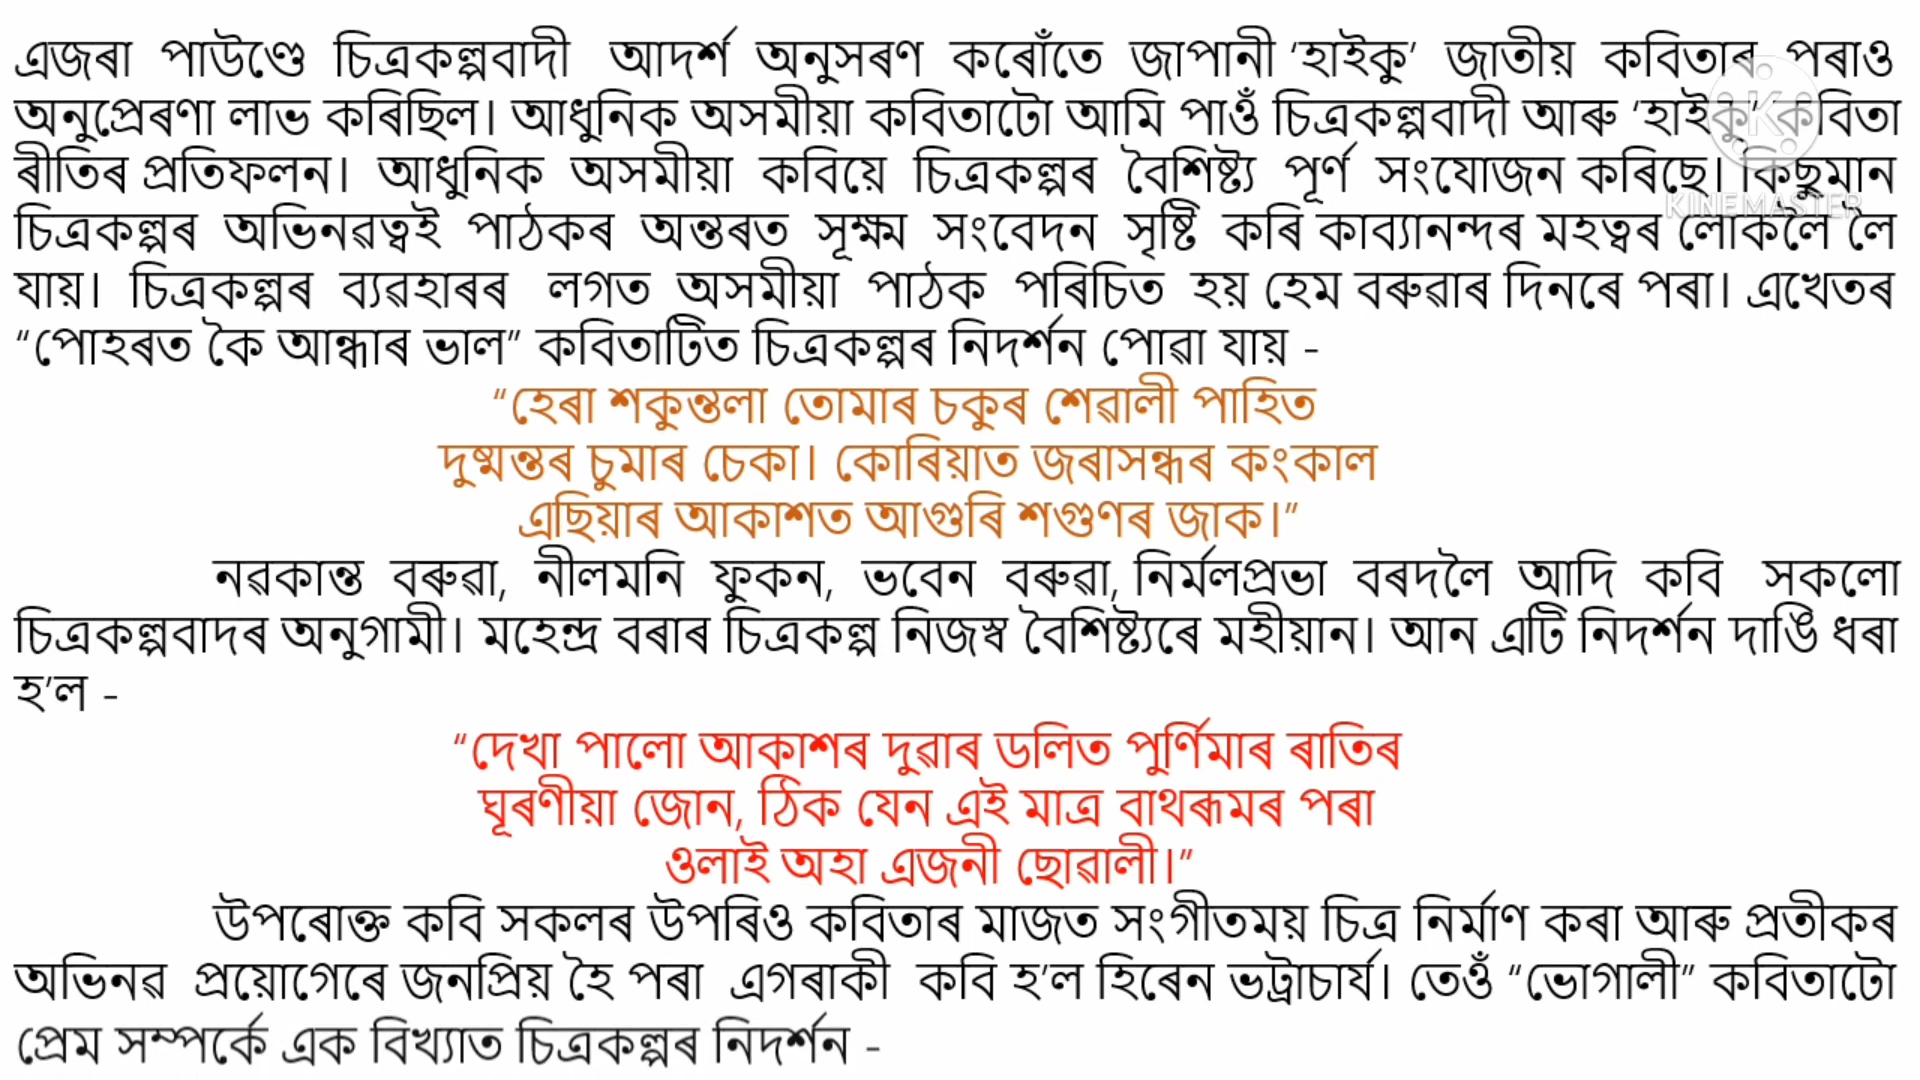 এজৰা পাউণ্ডে চিত্ৰকল্পবাদী আদৰ্শ অনুসৰণ কৰোঁতে জাপানী ‘হাইকু’ জাতীয় কবিতাৰ পৰাও
অনুপ্ৰেৰণা লাভ কৰিছিল। আধুনিক অসমীয়া কবিতাটো আমি পাওঁ চিত্ৰকল্পবাদী আৰু ‘হাইকু’ কবিতা
ৰীতিৰ প্ৰতিফলন। আধুনিক অসমীয়া কবিয়ে চিত্ৰকল্পৰ বৈশিষ্ট্য পূৰ্ণ সংযোজন কৰিছে। কিছুমান
চিত্ৰকল্পৰ অভিনৱত্বই পাঠকৰ অন্তৰত সূক্ষ্ম সংবেদন সৃষ্টি কৰি কাব্যানন্দৰ মহত্বৰ লোকলৈ লৈ
যায়। চিত্ৰকল্পৰ ব্যৱহাৰৰ লগত অসমীয়া পাঠক পৰিচিত হয় হেম বৰুৱাৰ দিনৰে পৰা। এখেতৰ
“পোহৰত কৈ আন্ধাৰ ভাল” কবিতাটিত চিত্ৰকল্পৰ নিদৰ্শন পোৱা যায় -
“হেৰা শকুন্তলা তোমাৰ চকুৰ শেৱালী পাহিত
দুষ্মন্তৰ চুমাৰ চেকা। কোৰিয়াত জৰাসন্ধৰ কংকাল
এছিয়াৰ আকাশত আগুৰি শগুণৰ জাক।”
নৱকান্ত বৰুৱা, নীলমনি ফুকন, ভবেন বৰুৱা, নিৰ্মলপ্ৰভা বৰদলৈ আদি কবি সকলো
চিত্ৰকল্পবাদৰ অনুগামী। মহেন্দ্ৰ বৰাৰ চিত্ৰকল্প নিজস্ব বৈশিষ্ট্যৰে মহীয়ান। আন এটি নিদৰ্শন দাঙি ধৰা
হ’ল -
“দেখা পালো আকাশৰ দুৱাৰ ডলিত পুৰ্ণিমাৰ ৰাতিৰ
ঘূৰণীয়া জোন, ঠিক যেন এই মাত্ৰ বাথৰূমৰ পৰা
ওলাই অহা এজনী ছোৱালী।”
উপৰোক্ত কবি সকলৰ উপৰিও কবিতাৰ মাজত সংগীতময় চিত্ৰ নিৰ্মাণ কৰা আৰু প্ৰতীকৰ
অভিনৱ প্ৰয়োগেৰে জনপ্ৰিয় হৈ পৰা এগৰাকী কবি হ’ল হিৰেন ভট্ৰাচাৰ্য। তেওঁ “ভোগালী” কবিতাটো
প্ৰেম সম্পৰ্কে এক বিখ্যাত চিত্ৰকল্পৰ নিদৰ্শন -
K
KINEMASTER